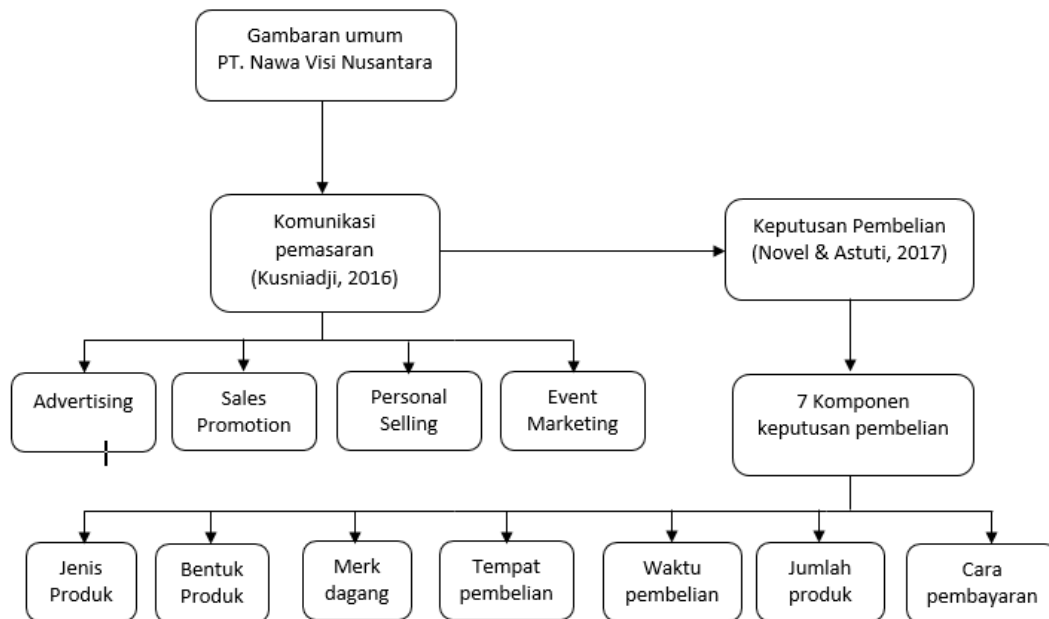 Gambaran umum
PT. Nawa Visi Nusantara
Komunikasi
pemasaran
(Kusniadji, 2016)
Keputusan Pembelian
(Novel & Astuti, 2017)
Advertising
Sales
Promotion
Personal
Selling
Event
Marketing
7 Komponen
keputusan pembelian
Jenis
Produk
Bentuk
Produk
Merk
dagang
Tempat
pembelian
Waktu
pembelian
Jumlah
produk
Cara
pembayaran